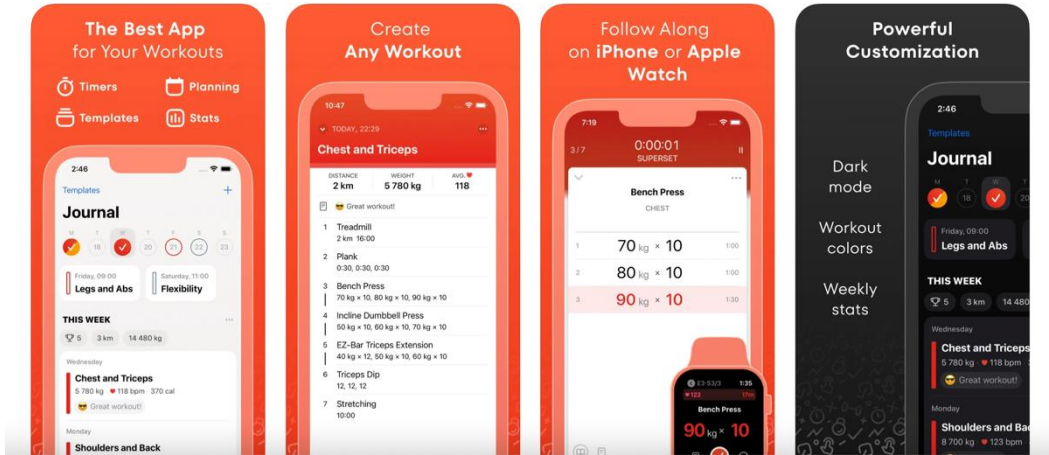 The Best App
for Your Workouts
Timers
Planning
Templates
Stats
2:46
Templates
+
Journal
M T W T F S S
18 20 21 22 23
Friday, 09:00
Legs and Abs
Saturday, 11:00
Flexibility
THIS WEEK
5
3 km
14 480 kg
Wednesday
Chest and Triceps
5 780 kg 118 bpm · 370 cal
😎 Great workout!
Monday
Shoulders and Back
Create
Any Workout
10:47
TODAY, 22:29
Chest and Triceps
DISTANCE WEIGHT AVG. ♥
2 km 5 780 kg 118
😎 Great workout!
1 Treadmill
2 km 16:00
2 Plank
0:30, 0:30, 0:30
3 Bench Press
70 kg × 10, 80 kg × 10, 90 kg × 10
4 Incline Dumbbell Press
50 kg × 10, 60 kg × 10, 70 kg × 10
5 EZ-Bar Triceps Extension
40 kg × 12, 50 kg × 10, 60 kg × 10
6 Triceps Dip
12, 12, 12
7 Stretching
10:00
Follow Along
on iPhone or Apple
Watch
7:19
3/7
0:00:01
SUPERSET
Bench Press
CHEST
1 70 kg × 10 1:00
2 80 kg × 10 1:00
3 90 kg × 10 1:30
1:35
♥122 17m
Bench Press
90 kg × 10
Powerful
Customization
Dark
mode
Workout
colors
Weekly
stats
2:46
Templates
Journal
M T W T
18 20
Friday, 09:00
Legs and Abs
THIS WEEK
5
3 km
14 480
Wednesday
Chest and Triceps
5 780 kg ♥ 118 bpm
😎 Great workout!
Monday
Shoulders and Ba
8 700 kg ♥ 123 bpm